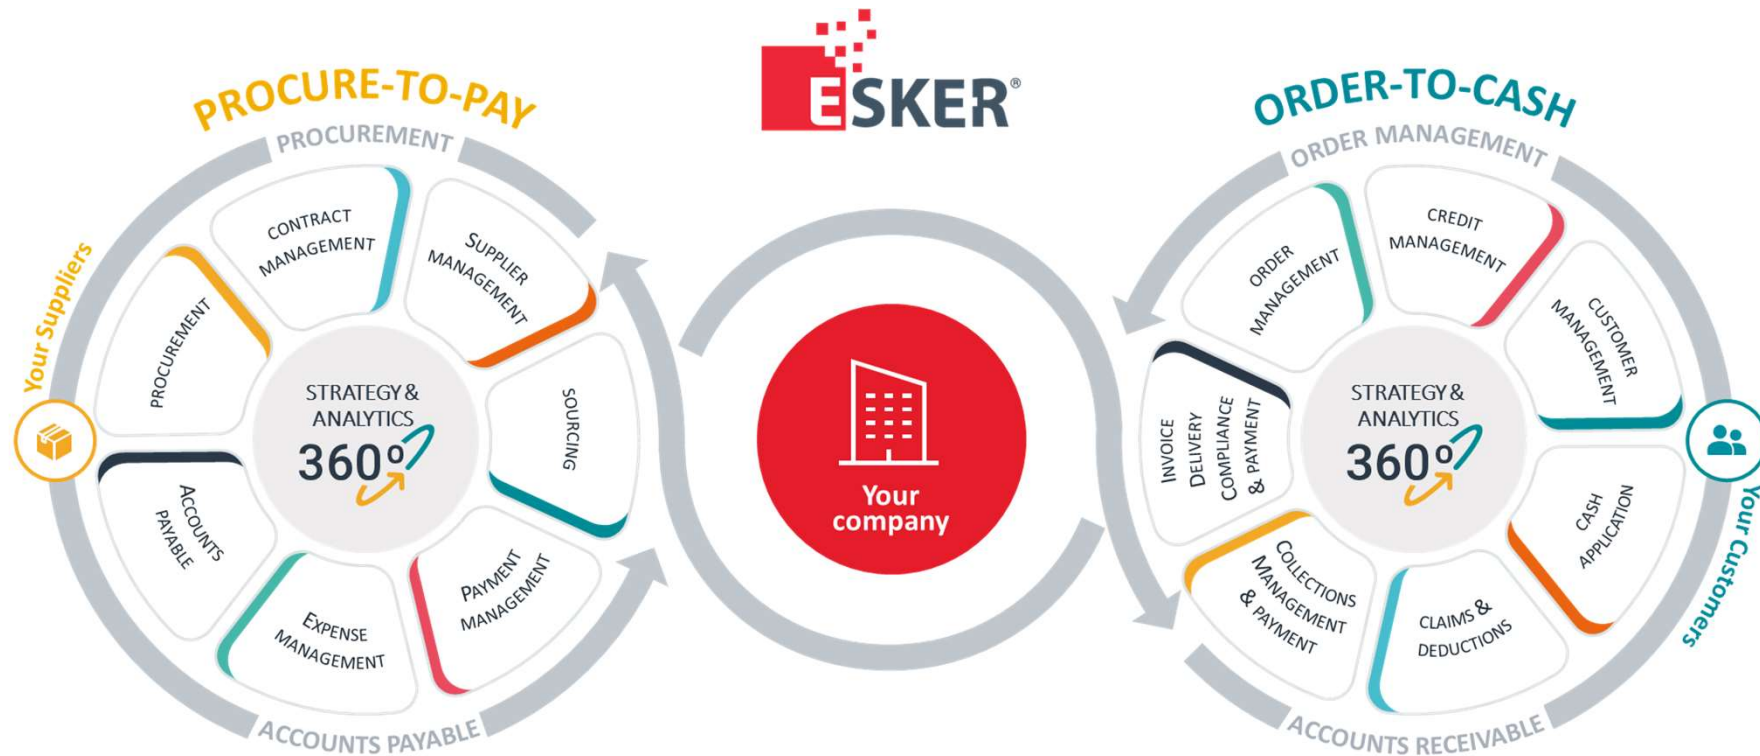 ESKER®
PROCURE-TO-PAY
PROCUREMENT
Your Suppliers
CONTRACT
MANAGEMENT
SUPPLIER
MANAGEMENT
PROCUREMENT
SOURCING
STRATEGY &
ANALYTICS
360º
ACCOUNTS
PAYABLE
EXPENSE
MANAGEMENT
PAYMENT
MANAGEMENT
ACCOUNTS PAYABLE
Your
company
ORDER-TO-CASH
ORDER MANAGEMENT
ORDER
MANAGEMENT
CREDIT
MANAGEMENT
CUSTOMER
MANAGEMENT
INVOICE
DELIVERY
COMPLIANCE
& PAYMENT
STRATEGY &
ANALYTICS
360º
CASH
APPLICATION
COLLECTIONS
MANAGEMENT
& PAYMENT
CLAIMS &
DEDUCTIONS
Your Customers
ACCOUNTS RECEIVABLE